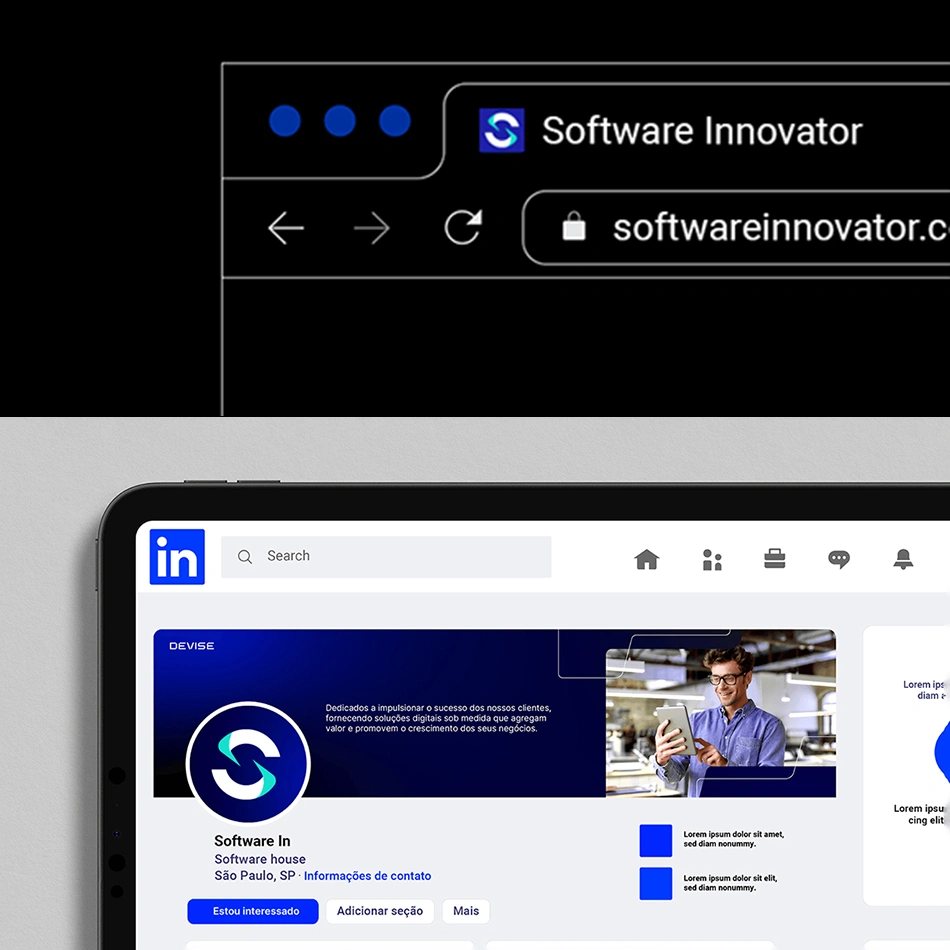 Software Innovator
softwareinnovator.c
in
Search
DEVISE
Dedicados a impulsionar o sucesso dos nossos clientes,
fornecendo soluções digitais sob medida que agregam
valor e promovem o crescimento dos seus negócios.
Software In
Software house
São Paulo, SP · Informações de contato
Estou interessado
Adicionar seção
Mais
Lorem ipsum dolor sit amet,
sed diam nonummy.
Lorem ipsum dolor sit elit,
sed diam nonummy.
Lorem ips
diam
Lorem ipsu
cing elit